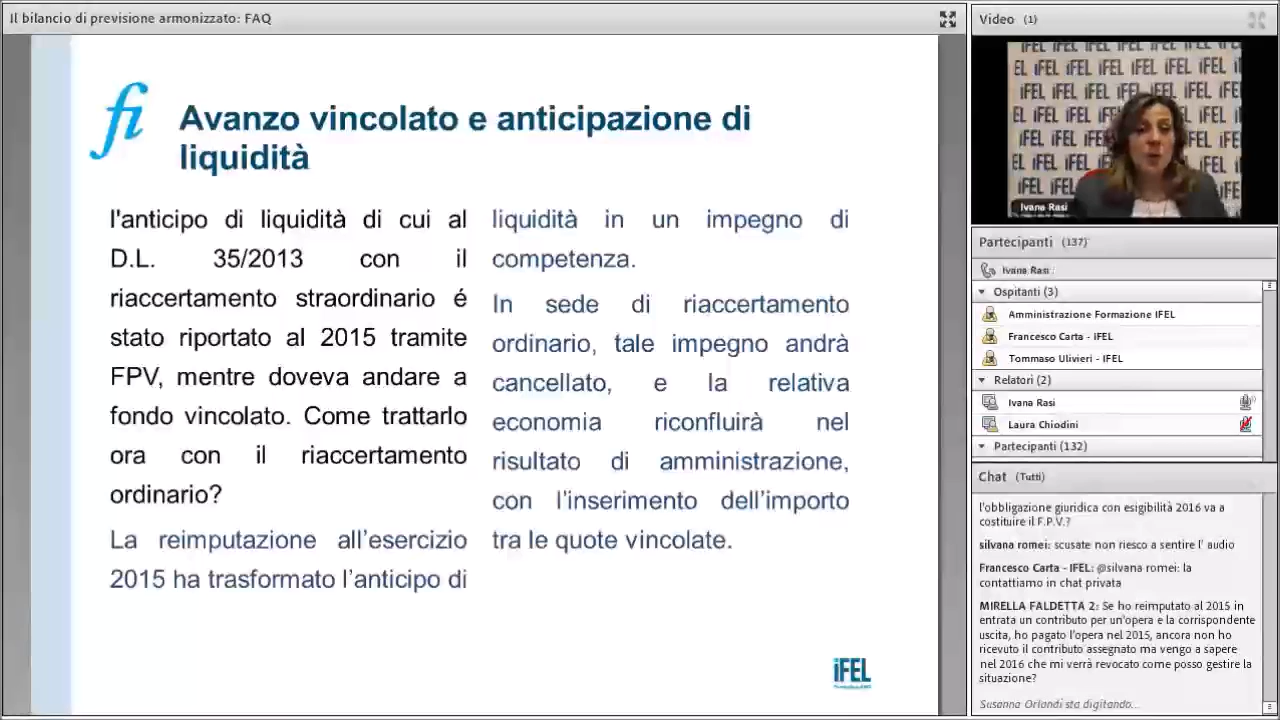 Il bilancio di previsione armonizzato: FAQ
Avanzo vincolato e anticipazione di
liquidità
l'anticipo di liquidità di cui al
D.L. 35/2013 con il
riaccertamento straordinario é
stato riportato al 2015 tramite
FPV, mentre doveva andare a
fondo vincolato. Come trattarlo
ora con il riaccertamento
ordinario?
La reimputazione all'esercizio
2015 ha trasformato l'anticipo di
liquidità in un impegno di
competenza.
In sede di riaccertamento
ordinario, tale impegno andrà
cancellato, e la relativa
economia riconfluirà nel
risultato di amministrazione,
con l'inserimento dell'importo
tra le quote vincolate.
iFEL
Video (1)
Ivana Rasi
Partecipanti (137)
Ivana Rasi
Ospitanti (3)
Amministrazione Formazione IFEL
Francesco Carta - IFEL
Tommaso Ulivieri - IFEL
Relatori (2)
Ivana Rasi
Laura Chiodini
Partecipanti (132)
Chat (Tutti)
l'obbligazione giuridica con esigibilità 2016 va a
costituire il F.P.V.?
silvana romei: scusate non riesco a sentire l' audio
Francesco Carta - IFEL: @silvana romei: la
contattiamo in chat privata
MIRELLA FALDETTA 2: Se ho reimputato al 2015 in
entrata un contributo per un'opera e la corrispondente
uscita, ho pagato l'opera nel 2015, ancora non ho
ricevuto il contributo assegnato ma vengo a sapere
nel 2016 che mi verrà revocato come posso gestire la
situazione?
Susanna Orlandi sta digitando...